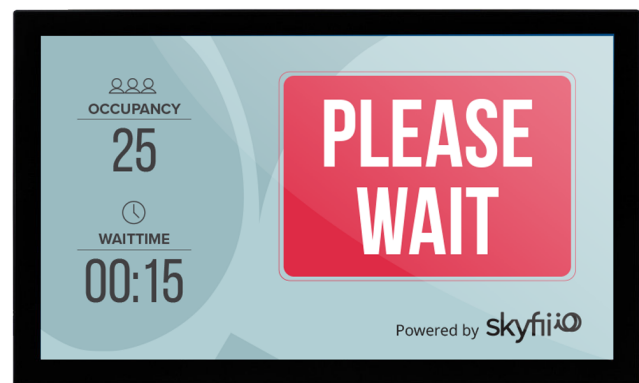 OCCUPANCY
25
WAITTIME
00:15
PLEASE
WAIT
Powered by skyfii